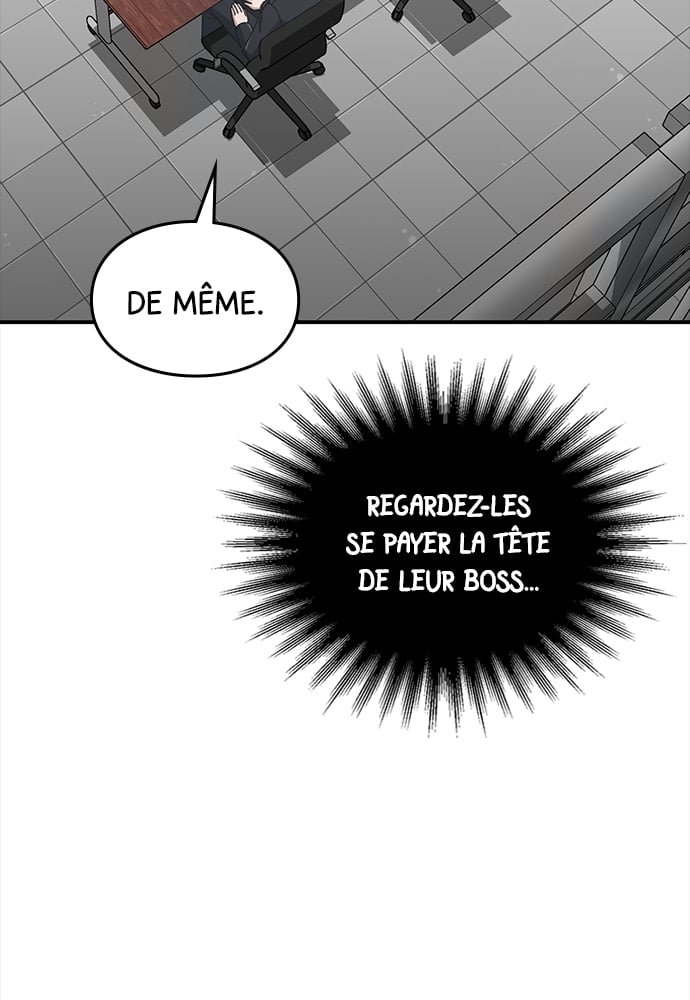 DE MÊME.
REGARDEZ-LES
SE PAYER LA TÊTE
DE LEUR BOSS...